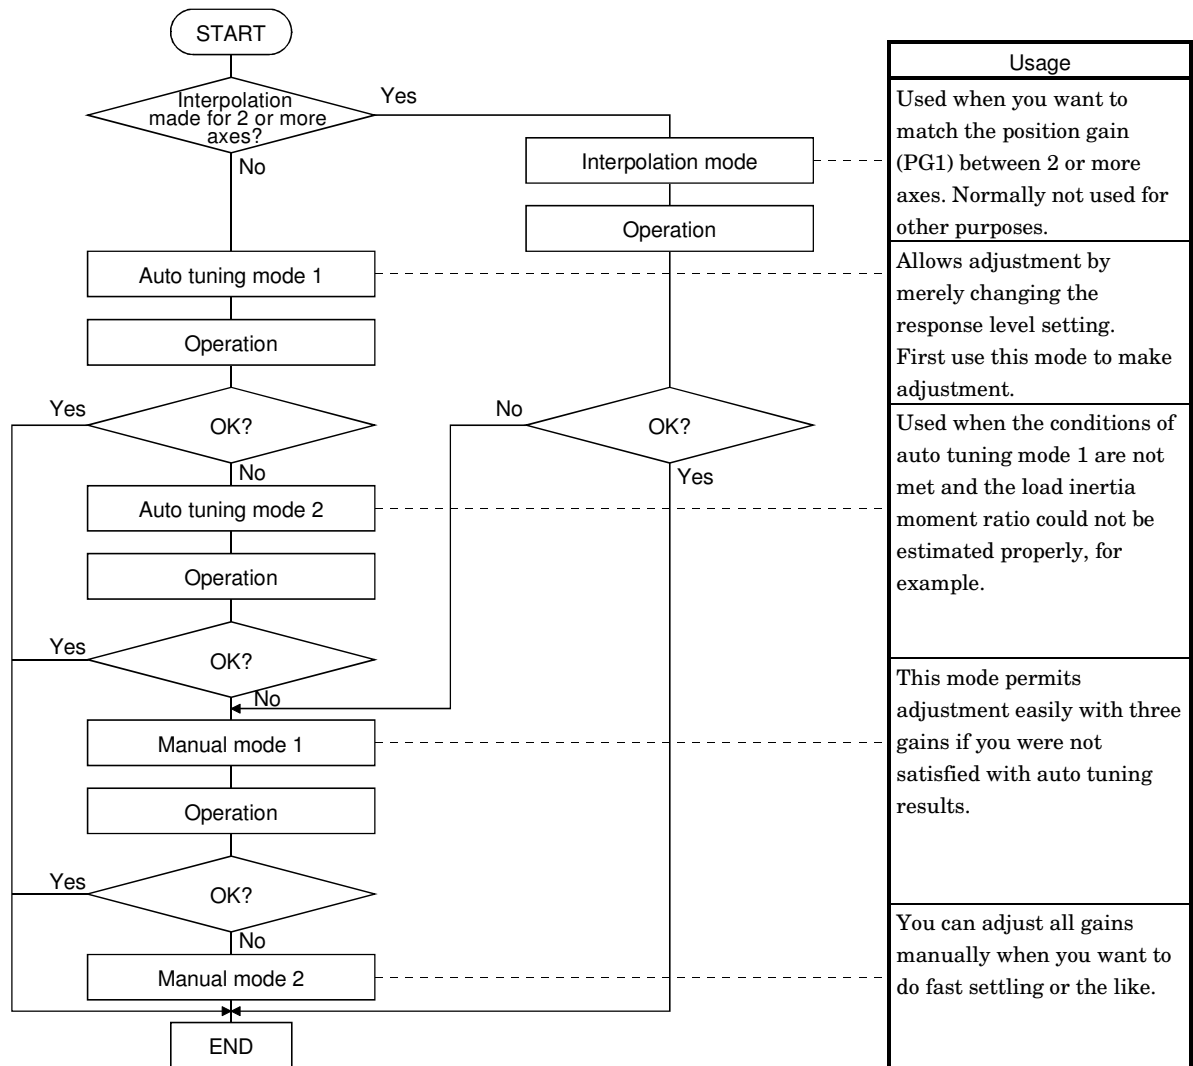 START
Interpolation
made for 2 or more
axes?
Yes
No
Interpolation mode
Operation
Auto tuning mode 1
Operation
Yes
OK?
No
No
OK?
Yes
Auto tuning mode 2
Operation
Yes
OK?
No
Manual mode 1
Operation
Yes
OK?
No
Manual mode 2
END
Usage
Used when you want to
match the position gain
(PG1) between 2 or more
axes. Normally not used for
other purposes.
Allows adjustment by
merely changing the
response level setting.
First use this mode to make
adjustment.
Used when the conditions of
auto tuning mode 1 are not
met and the load inertia
moment ratio could not be
estimated properly, for
example.
This mode permits
adjustment easily with three
gains if you were not
satisfied with auto tuning
results.
You can adjust all gains
manually when you want to
do fast settling or the like.